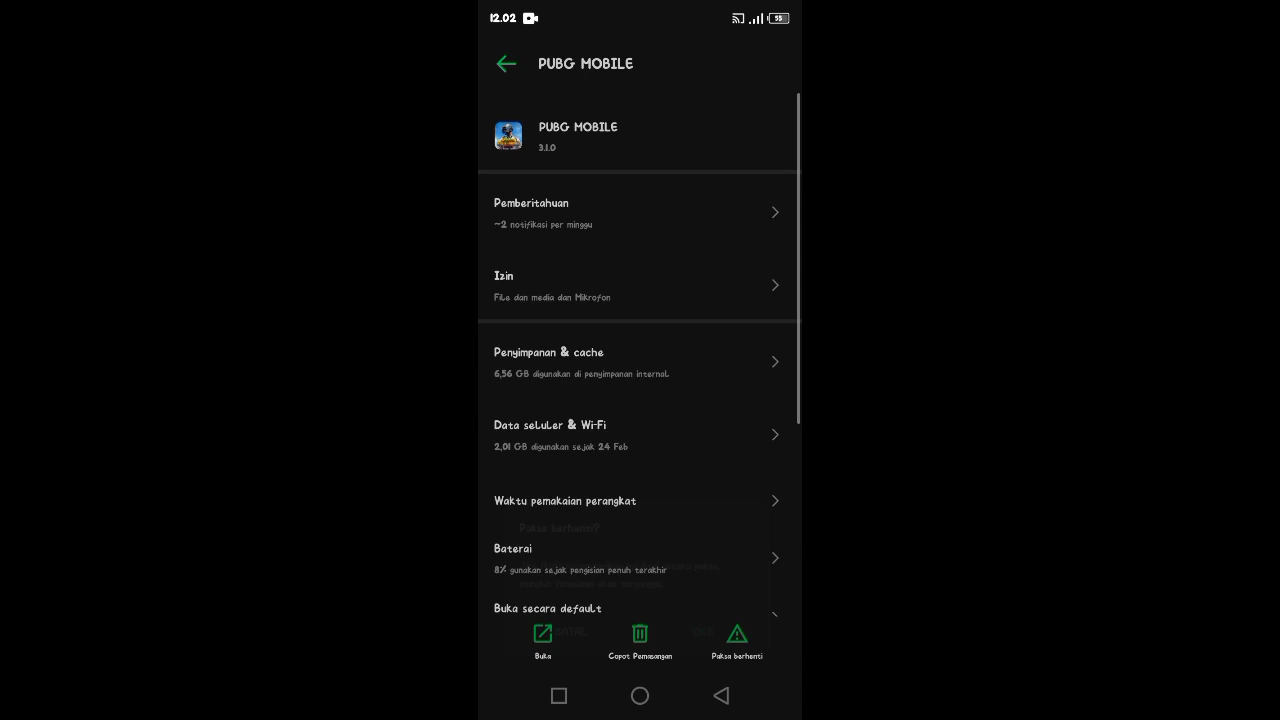 12.02
55
PUBG MOBILE
PUBG MOBILE
3.1.0
Pemberitahuan
~2 notifikasi per minggu
Izin
File dan media dan Mikrofon
Penyimpanan & cache
6,56 GB digunakan di penyimpanan internal
Data seluler & Wi-Fi
2,01 GB digunakan sejak 24 Feb
Waktu pemakaian perangkat
Paksa berhenti?
Baterai
8% gunakan sejak pengisian penuh terakhir
Buka secara default
Buka
Copot Pemasangan
Paksa berhenti